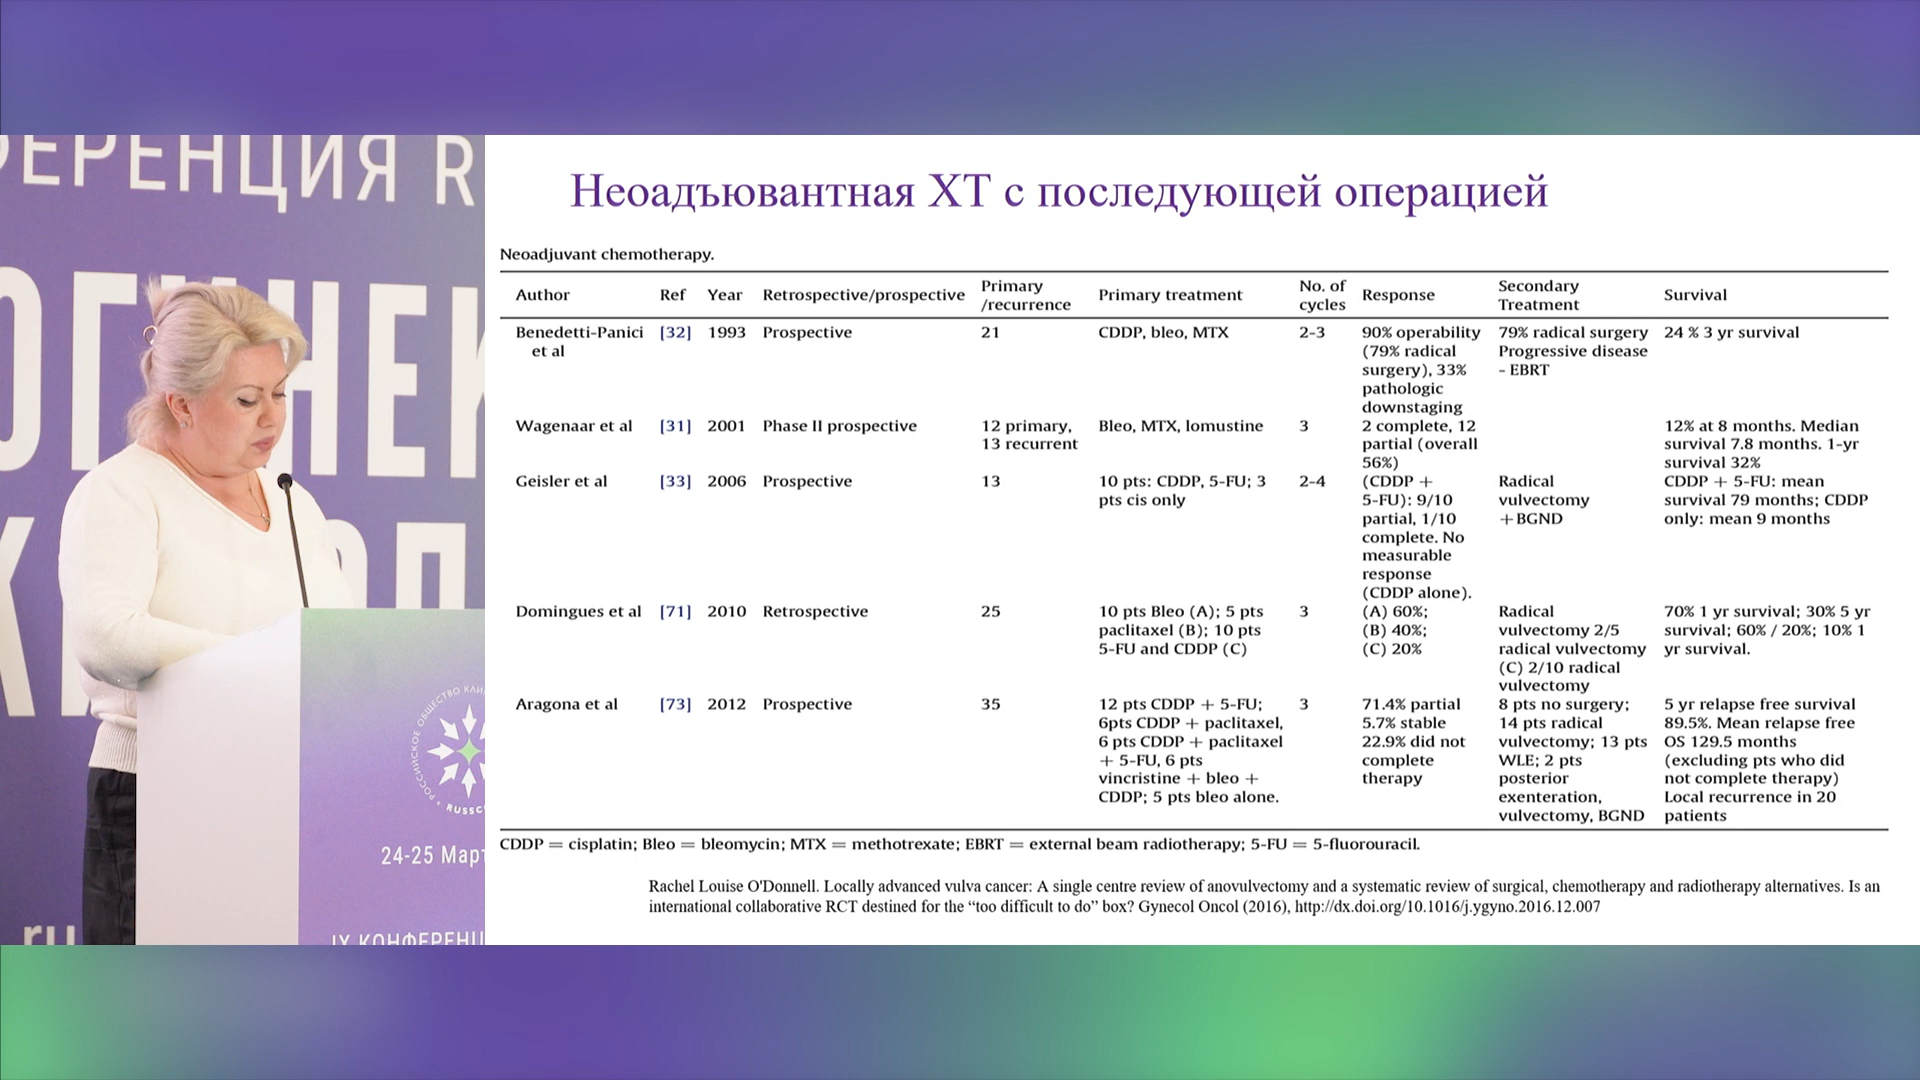 ФЕРЕНЦИЯ R
Неоадъювантная ХТ с последующей операцией
Neoadjuvant chemotherapy.
Author Ref Year Retrospective/prospective Primary /recurrence Primary treatment No. of cycles Response Secondary Treatment Survival
Benedetti-Panici [32] 1993 Prospective 21 CDDP, bleo, MTX 2-3 90% operability 79% radical surgery 24 % 3 yr survival
et al (79% radical Progressive disease
surgery), 33% - EBRT
pathologic
downstaging
Wagenaar et al [31] 2001 Phase II prospective 12 primary, Bleo, MTX, lomustine 3 2 complete, 12 12% at 8 months. Median
13 recurrent partial (overall survival 7.8 months. 1-yr
56%) survival 32%
Geisler et al [33] 2006 Prospective 13 10 pts: CDDP, 5-FU; 3 2-4 (CDDP + Radical CDDP + 5-FU: mean
pts cis only 5-FU): 9/10 vulvectomy survival 79 months; CDDP
partial, 1/10 +BGND only: mean 9 months
complete. No
measurable
response
(CDDP alone).
Domingues et al [71] 2010 Retrospective 25 10 pts Bleo (A); 5 pts 3 (A) 60%; Radical 70% 1 yr survival; 30% 5 yr
paclitaxel (B); 10 pts (B) 40%; vulvectomy 2/5 survival; 60% / 20%; 10% 1
5-FU and CDDP (C) (C) 20% radical vulvectomy yr survival.
(C) 2/10 radical
vulvectomy
Aragona et al [73] 2012 Prospective 35 12 pts CDDP + 5-FU; 3 71.4% partial 8 pts no surgery; 5 yr relapse free survival
6pts CDDP + paclitaxel, 5.7% stable 14 pts radical 89.5%. Mean relapse free
6 pts CDDP + paclitaxel 22.9% did not vulvectomy; 13 pts OS 129.5 months
+ 5-FU, 6 pts complete WLE; 2 pts (excluding pts who did
vincristine + bleo + therapy posterior not complete therapy)
CDDP; 5 pts bleo alone. exenteration, Local recurrence in 20
vulvectomy, BGND patients
CDDP = cisplatin; Bleo = bleomycin; MTX = methotrexate; EBRT = external beam radiotherapy; 5-FU = 5-fluorouracil.
Rachel Louise O'Donnell. Locally advanced vulva cancer: A single centre review of anovulvectomy and a systematic review of surgical, chemotherapy and radiotherapy alternatives. Is an
international collaborative RCT destined for the “too difficult to do” box? Gynecol Oncol (2016), http://dx.doi.org/10.1016/j.ygyno.2016.12.007
РОССИЙСКОЕ ОБЩЕСТВО КЛИ
RUSSC
24-25 Март
IX КОНФЕРЕНЦ
ru